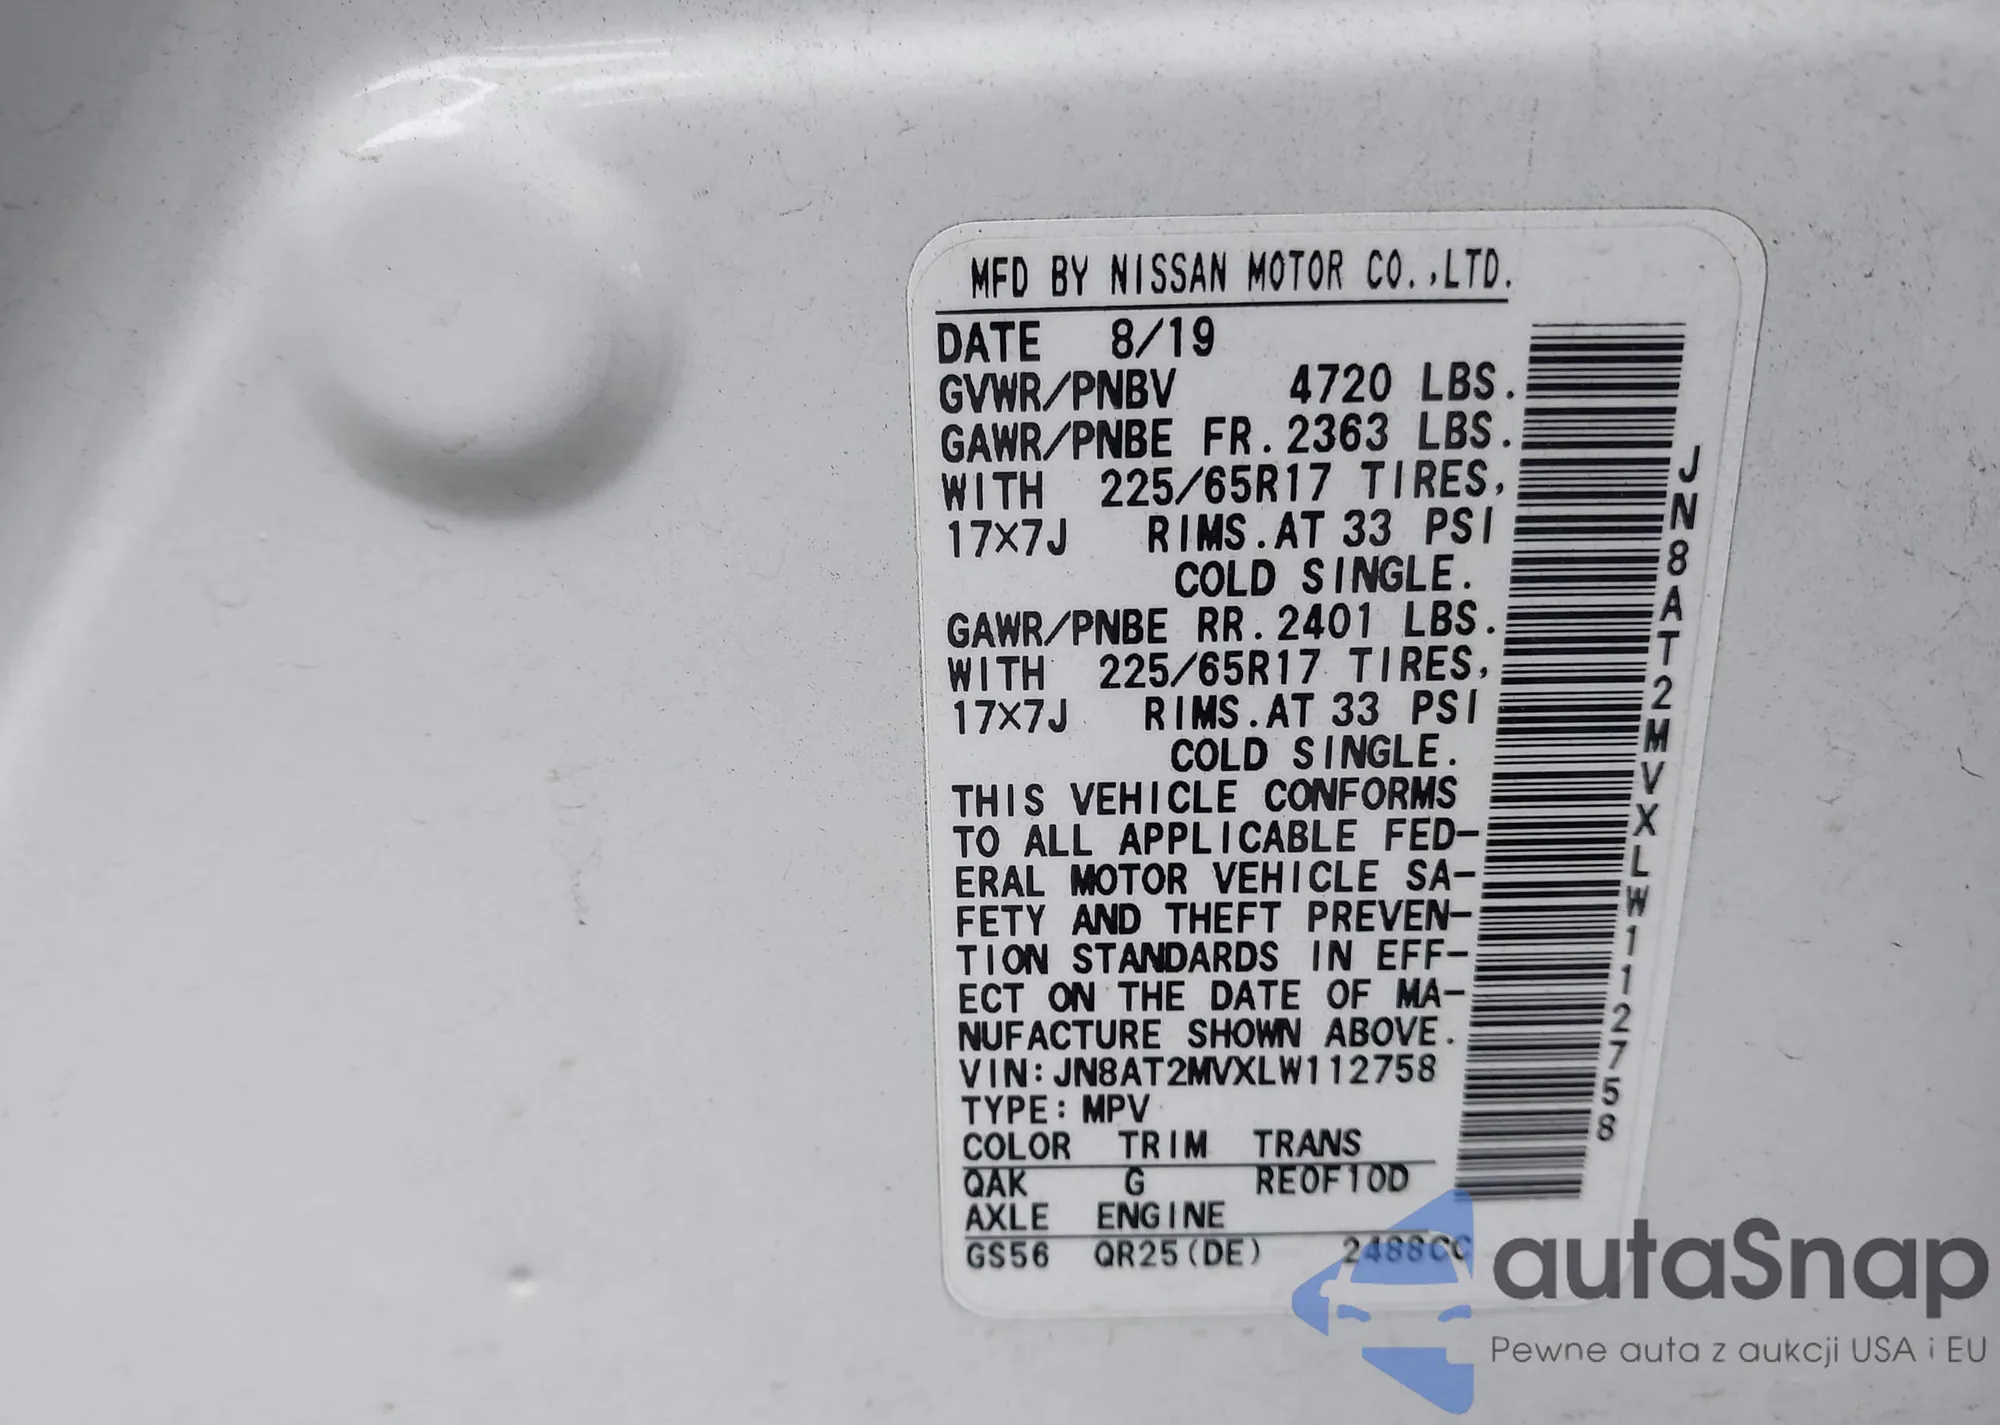 MFD BY NISSAN MOTOR CO.,LTD.
DATE 8/19
GVWR/PNBV 4720 LBS.
GAWR/PNBE FR.2363 LBS.
WITH 225/65R17 TIRES,
17×7J RIMS.AT 33 PSI
COLD SINGLE.
GAWR/PNBE RR.2401 LBS.
WITH 225/65R17 TIRES,
17×7J RIMS.AT 33 PSI
COLD SINGLE.
THIS VEHICLE CONFORMS
TO ALL APPLICABLE FED-
ERAL MOTOR VEHICLE SA-
FETY AND THEFT PREVEN-
TION STANDARDS IN EFF-
ECT ON THE DATE OF MA-
NUFACTURE SHOWN ABOVE.
VIN:JN8AT2MVXLW112758
TYPE:MPV
COLOR TRIM TRANS
QAK G RE0F10D
AXLE ENGINE
GS56 QR25(DE) 2488CC
JN8AT2MVXLW112758
autaSnap
Pewne auta z aukcji USA i EU